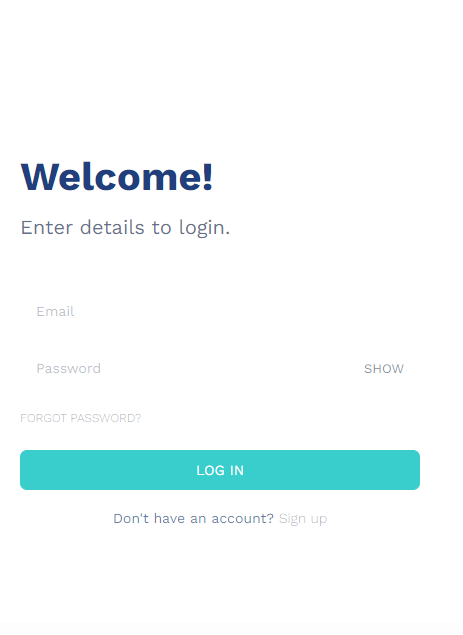 Welcome!
Enter details to login.
Email
Password SHOW
FORGOT PASSWORD?
LOG IN
Don't have an account? Sign up